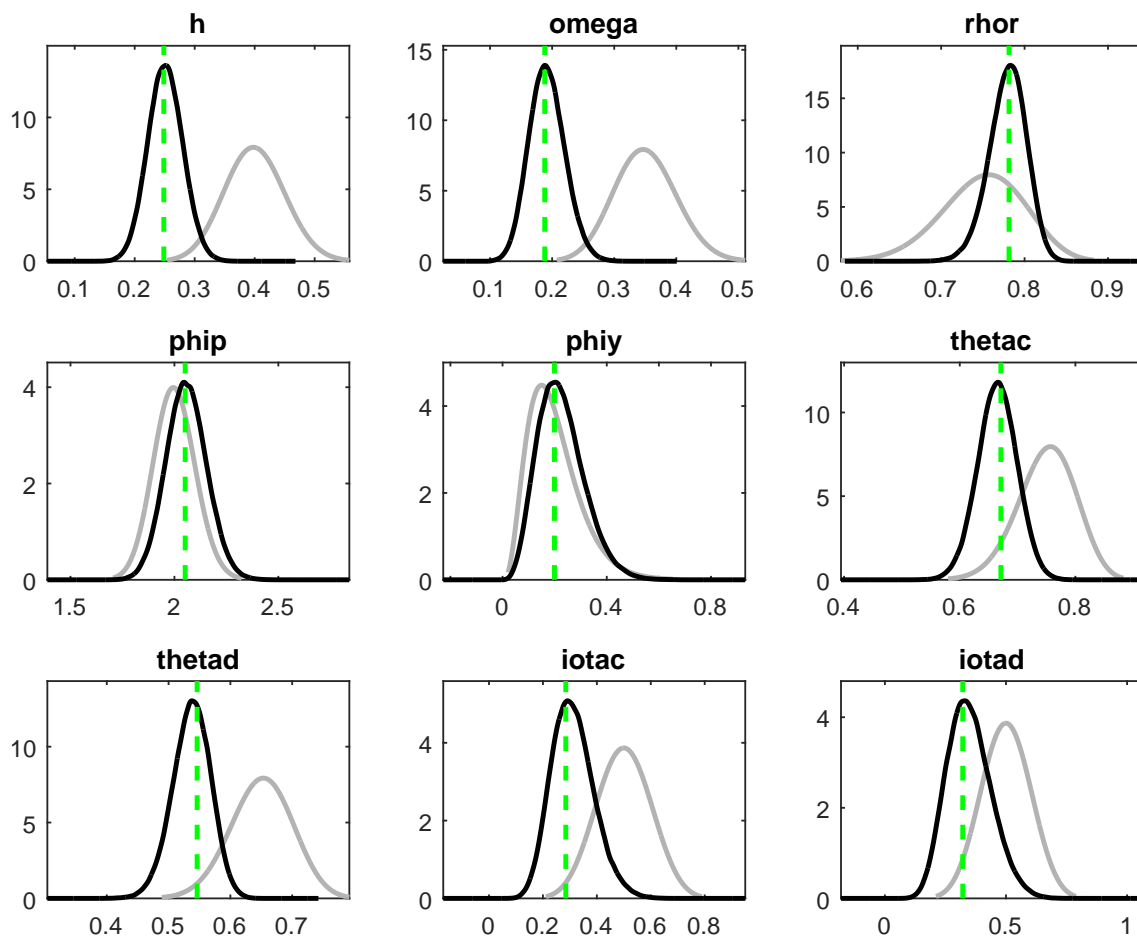 h omega rhor
15
10 10 15
10
5 5
5
0 0 0
0.1 0.2 0.3 0.4 0.5 0.1 0.2 0.3 0.4 0.5 0.6 0.7 0.8 0.9
phip phiy thetac
4 4
10
2 2 5
0 0 0
1.5 2 2.5 0 0.4 0.8 0.4 0.6 0.8
thetad iotac iotad
4
10 4
2
5 2
0 0 0
0.4 0.5 0.6 0.7 0 0.2 0.4 0.6 0.8 0 0.5 1